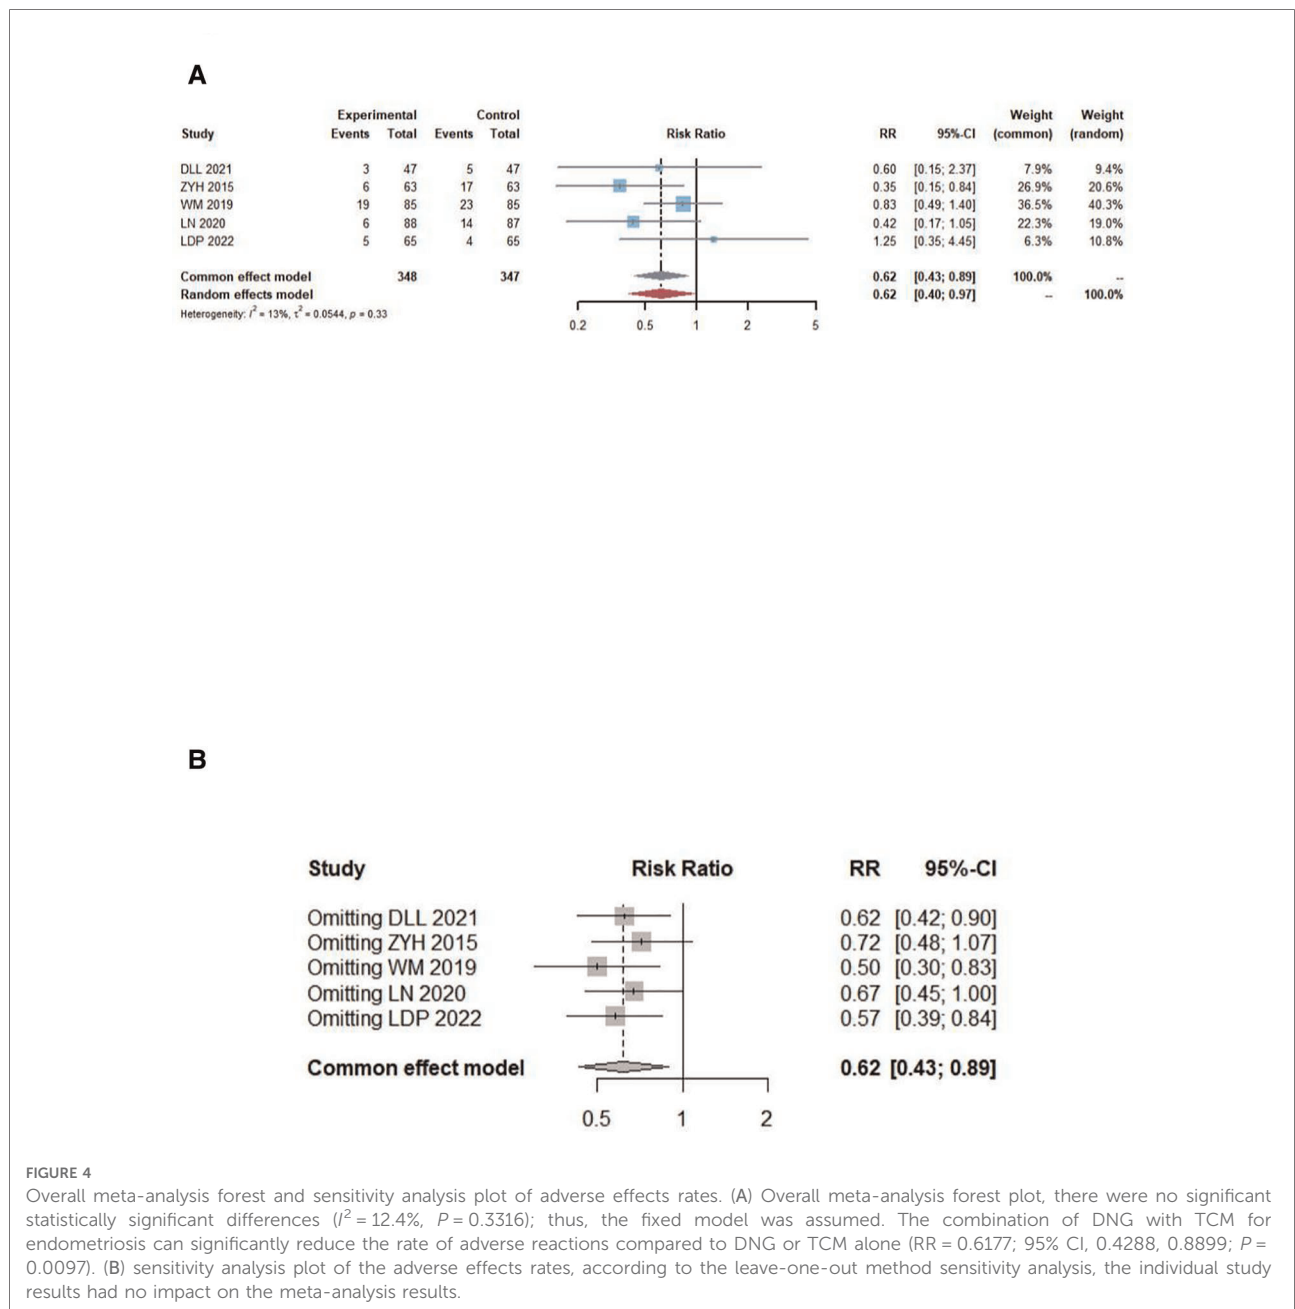 A
Experimental Control Weight Weight
Study Events Total Events Total Risk Ratio RR 95%-CI (common) (random)
DLL 2021 3 47 5 47 0.60 [0.15; 2.37] 7.9% 9.4%
ZYH 2015 6 63 17 63 0.35 [0.15; 0.84] 26.9% 20.6%
WM 2019 19 85 23 85 0.83 [0.49; 1.40] 36.5% 40.3%
LN 2020 6 88 14 87 0.42 [0.17; 1.05] 22.3% 19.0%
LDP 2022 5 65 4 65 1.25 [0.35; 4.45] 6.3% 10.8%
Common effect model 348 347 0.62 [0.43; 0.89] 100.0% --
Random effects model 0.62 [0.40; 0.97] -- 100.0%
Heterogeneity: I² = 13%, τ² = 0.0544, p = 0.33
0.2 0.5 1 2 5
B
Study Risk Ratio RR 95%-CI
Omitting DLL 2021 0.62 [0.42; 0.90]
Omitting ZYH 2015 0.72 [0.48; 1.07]
Omitting WM 2019 0.50 [0.30; 0.83]
Omitting LN 2020 0.67 [0.45; 1.00]
Omitting LDP 2022 0.57 [0.39; 0.84]
Common effect model 0.62 [0.43; 0.89]
0.5 1 2
FIGURE 4
Overall meta-analysis forest and sensitivity analysis plot of adverse effects rates. (A) Overall meta-analysis forest plot, there were no significant
statistically significant differences (I² = 12.4%, P = 0.3316); thus, the fixed model was assumed. The combination of DNG with TCM for
endometriosis can significantly reduce the rate of adverse reactions compared to DNG or TCM alone (RR = 0.6177; 95% CI, 0.4288, 0.8899; P =
0.0097). (B) sensitivity analysis plot of the adverse effects rates, according to the leave-one-out method sensitivity analysis, the individual study
results had no impact on the meta-analysis results.